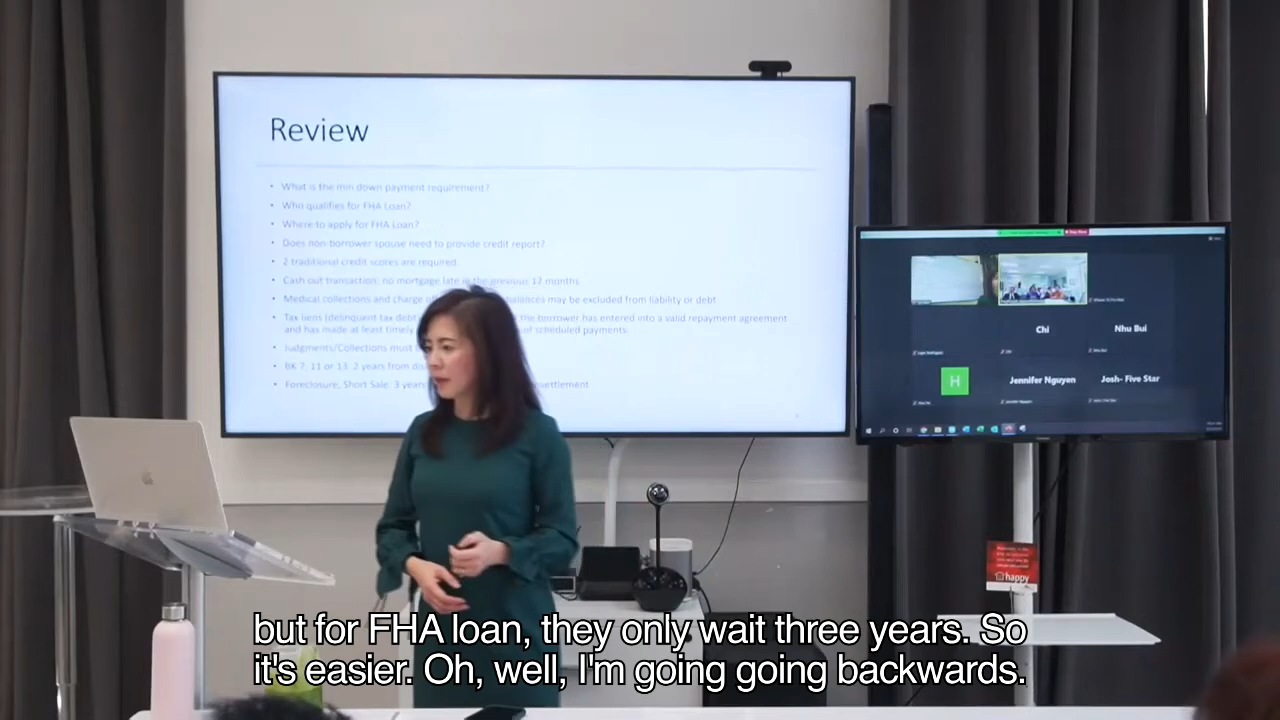 Review
• What is the min down payment requirement?
• Who qualifies for FHA Loan?
• Where to apply for FHA Loan?
• Does non borrower spouse need to provide credit report?
• 2 traditional credit scores are required.
• Cash out transaction: no mortgage late in the previous 12 months
• Medical collections and charge of balances may be excluded from liability or debt
• Tax liens (delinquent tax debt the borrower has entered into a valid repayment agreement
and has made at least timely of scheduled payments.
• Judgments/Collections must
• BK 7, 11 or 13: 2 years from
• Foreclosure, Short Sale: 3 years settlement
Chi
Nhu Bui
H
Jennifer Nguyen
Josh- Five Star
happy
but for FHA loan, they only wait three years. So
it's easier. Oh, well, I'm going going backwards.